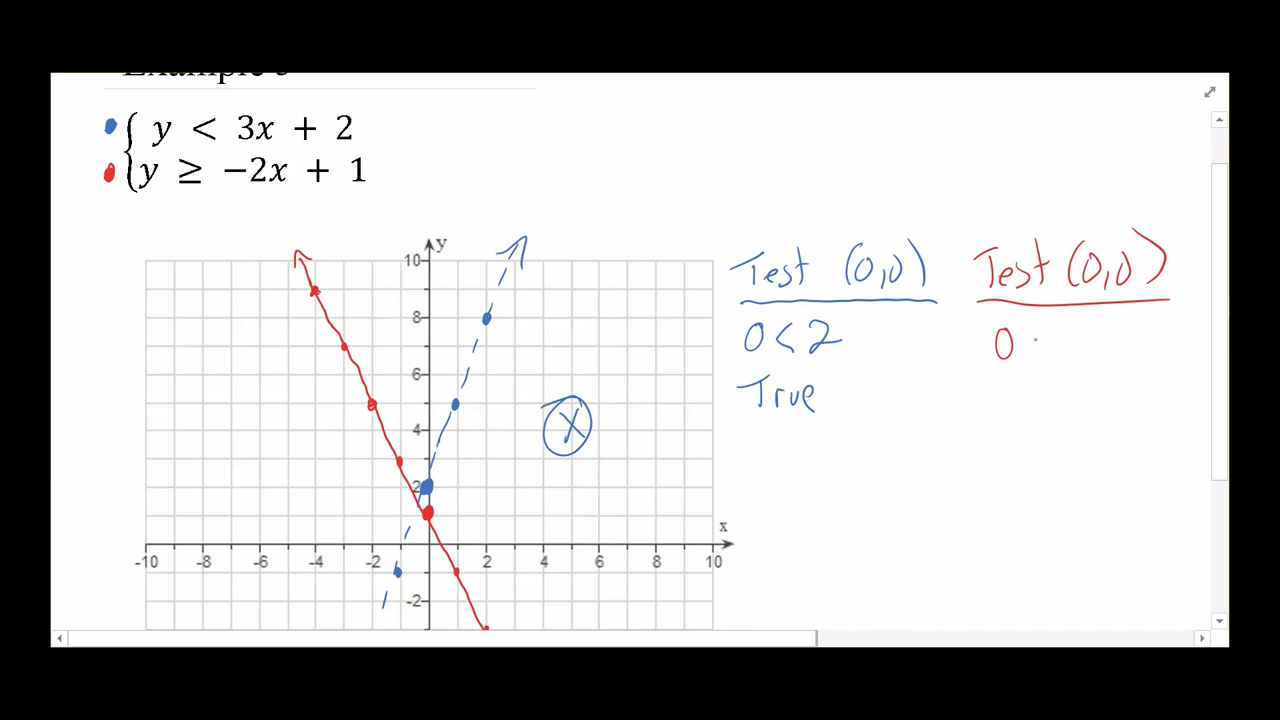 y < 3x + 2
y ≥ −2x + 1
y
10
8
6
4
2
-2
x
-10 -8 -6 -4 -2 2 4 6 8 10
Test (0,0)
0 < 2
True
Test (0,0)
0
X